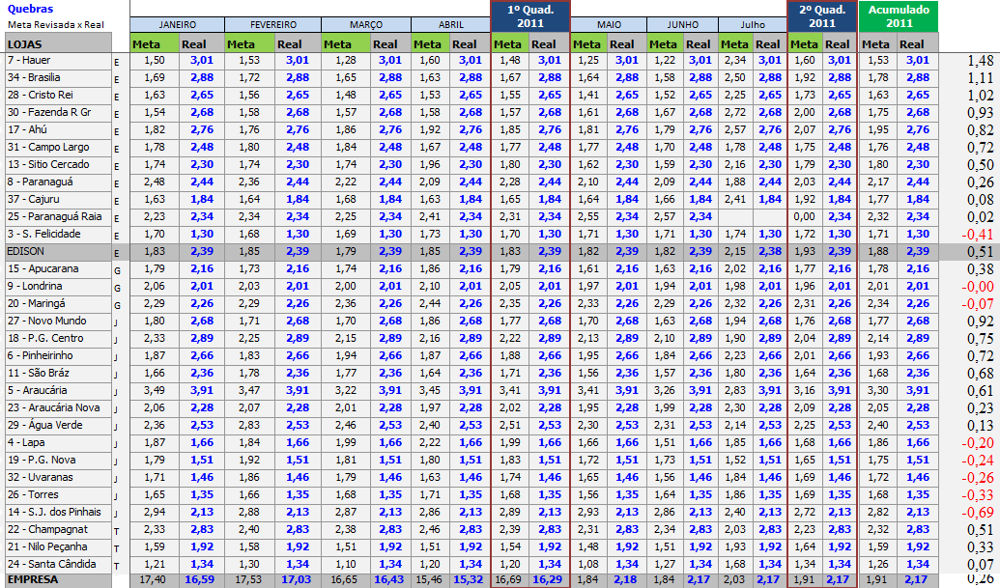 Quebras
Meta Revisada x Real JANEIRO FEVEREIRO MARÇO ABRIL 1º Quad. 2011 MAIO JUNHO Julho 2º Quad. 2011 Acumulado 2011
LOJAS Meta Real Meta Real Meta Real Meta Real Meta Real Meta Real Meta Real Meta Real Meta Real Meta Real
7 - Hauer E 1,50 3,01 1,53 3,01 1,28 3,01 1,60 3,01 1,48 3,01 1,25 3,01 1,22 3,01 2,34 3,01 1,60 3,01 1,53 3,01 1,48
34 - Brasilia E 1,69 2,88 1,72 2,88 1,65 2,88 1,63 2,88 1,67 2,88 1,64 2,88 1,58 2,88 2,50 2,88 1,92 2,88 1,78 2,88 1,11
28 - Cristo Rei E 1,63 2,65 1,56 2,65 1,48 2,65 1,53 2,65 1,55 2,65 1,41 2,65 1,52 2,65 2,25 2,65 1,73 2,65 1,63 2,65 1,02
30 - Fazenda R Gr E 1,54 2,68 1,58 2,68 1,57 2,68 1,58 2,68 1,57 2,68 1,61 2,68 1,67 2,68 2,72 2,68 2,00 2,68 1,75 2,68 0,93
17 - Ahú E 1,82 2,76 1,76 2,76 1,86 2,76 1,92 2,76 1,85 2,76 1,81 2,76 1,79 2,76 2,57 2,76 2,07 2,76 1,95 2,76 0,82
31 - Campo Largo E 1,78 2,48 1,80 2,48 1,84 2,48 1,67 2,48 1,77 2,48 1,77 2,48 1,70 2,48 1,78 2,48 1,75 2,48 1,76 2,48 0,72
13 - Sitio Cercado E 1,74 2,30 1,74 2,30 1,74 2,30 1,96 2,30 1,80 2,30 1,62 2,30 1,59 2,30 2,16 2,30 1,79 2,30 1,80 2,30 0,50
8 - Paranaguá E 2,48 2,44 2,36 2,44 2,22 2,44 2,09 2,44 2,28 2,44 2,10 2,44 2,09 2,44 1,88 2,44 2,03 2,44 2,17 2,44 0,26
37 - Cajuru E 1,63 1,84 1,64 1,84 1,68 1,84 1,63 1,84 1,65 1,84 1,64 1,84 1,66 1,84 2,41 1,84 1,92 1,84 1,77 1,84 0,08
25 - Paranaguá Raia E 2,23 2,34 2,34 2,34 2,25 2,34 2,41 2,34 2,31 2,34 2,55 2,34 2,57 2,34 0,00 2,34 2,32 2,34 0,02
3 - S. Felicidade E 1,70 1,30 1,68 1,30 1,69 1,30 1,73 1,30 1,70 1,30 1,71 1,30 1,71 1,30 1,74 1,30 1,72 1,30 1,71 1,30 -0,41
EDISON E 1,83 2,39 1,85 2,39 1,79 2,39 1,85 2,39 1,83 2,39 1,82 2,39 1,82 2,39 2,15 2,38 1,93 2,39 1,88 2,39 0,51
15 - Apucarana G 1,79 2,16 1,73 2,16 1,74 2,16 1,86 2,16 1,79 2,16 1,61 2,16 1,63 2,16 2,02 2,16 1,77 2,16 1,78 2,16 0,38
9 - Londrina G 2,06 2,01 2,03 2,01 2,00 2,01 2,10 2,01 2,05 2,01 1,97 2,01 1,94 2,01 1,98 2,01 1,96 2,01 2,01 2,01 -0,00
20 - Maringá G 2,29 2,26 2,29 2,26 2,36 2,26 2,44 2,26 2,35 2,26 2,33 2,26 2,29 2,26 2,32 2,26 2,31 2,26 2,34 2,26 -0,07
27 - Novo Mundo J 1,80 2,68 1,71 2,68 1,70 2,68 1,86 2,68 1,77 2,68 1,70 2,68 1,63 2,68 1,94 2,68 1,76 2,68 1,77 2,68 0,92
18 - P.G. Centro J 2,33 2,89 2,25 2,89 2,15 2,89 2,16 2,89 2,22 2,89 2,13 2,89 2,10 2,89 1,90 2,89 2,04 2,89 2,14 2,89 0,75
6 - Pinheirinho J 1,87 2,66 1,83 2,66 1,94 2,66 1,87 2,66 1,88 2,66 1,95 2,66 1,84 2,66 2,23 2,66 2,01 2,66 1,93 2,66 0,72
11 - São Bráz J 1,66 2,36 1,78 2,36 1,77 2,36 1,64 2,36 1,71 2,36 1,56 2,36 1,57 2,36 1,80 2,36 1,64 2,36 1,68 2,36 0,68
5 - Araucária J 3,49 3,91 3,47 3,91 3,22 3,91 3,45 3,91 3,41 3,91 3,41 3,91 3,26 3,91 2,83 3,91 3,16 3,91 3,30 3,91 0,61
23 - Araucária Nova J 2,06 2,28 2,07 2,28 2,01 2,28 1,97 2,28 2,02 2,28 1,95 2,28 1,99 2,28 2,30 2,28 2,09 2,28 2,05 2,28 0,23
29 - Água Verde J 2,36 2,53 2,83 2,53 2,46 2,53 2,40 2,53 2,51 2,53 2,30 2,53 2,31 2,53 2,14 2,53 2,25 2,53 2,40 2,53 0,13
4 - Lapa J 1,87 1,66 1,84 1,66 1,99 1,66 2,22 1,66 1,99 1,66 1,66 1,66 1,51 1,66 1,85 1,66 1,68 1,66 1,86 1,66 -0,20
19 - P.G. Nova J 1,79 1,51 1,92 1,51 1,81 1,51 1,80 1,51 1,83 1,51 1,72 1,51 1,73 1,51 1,52 1,51 1,65 1,51 1,75 1,51 -0,24
32 - Uvaranas J 1,71 1,46 1,86 1,46 1,79 1,46 1,63 1,46 1,74 1,46 1,65 1,46 1,56 1,46 1,84 1,46 1,69 1,46 1,72 1,46 -0,26
26 - Torres J 1,65 1,35 1,66 1,35 1,68 1,35 1,71 1,35 1,68 1,35 1,56 1,35 1,64 1,35 1,86 1,35 1,69 1,35 1,68 1,35 -0,33
14 - S.J. dos Pinhais J 2,94 2,13 2,88 2,13 2,87 2,13 2,86 2,13 2,89 2,13 2,93 2,13 2,86 2,13 2,40 2,13 2,72 2,13 2,82 2,13 -0,69
22 - Champagnat T 2,33 2,83 2,40 2,83 2,38 2,83 2,46 2,83 2,39 2,83 2,31 2,83 2,34 2,83 2,03 2,83 2,23 2,83 2,32 2,83 0,51
21 - Nilo Peçanha T 1,59 1,92 1,58 1,92 1,51 1,92 1,51 1,92 1,54 1,92 1,48 1,92 1,51 1,92 1,93 1,92 1,64 1,92 1,59 1,92 0,33
24 - Santa Cândida T 1,21 1,34 1,30 1,34 1,10 1,34 1,20 1,34 1,20 1,34 1,08 1,34 1,27 1,34 1,68 1,34 1,34 1,34 1,26 1,34 0,07
EMPRESA 17,40 16,59 17,53 17,03 16,65 16,43 15,46 15,32 16,69 16,29 1,84 2,18 1,84 2,17 2,03 2,17 1,91 2,17 1,91 2,17 0,26